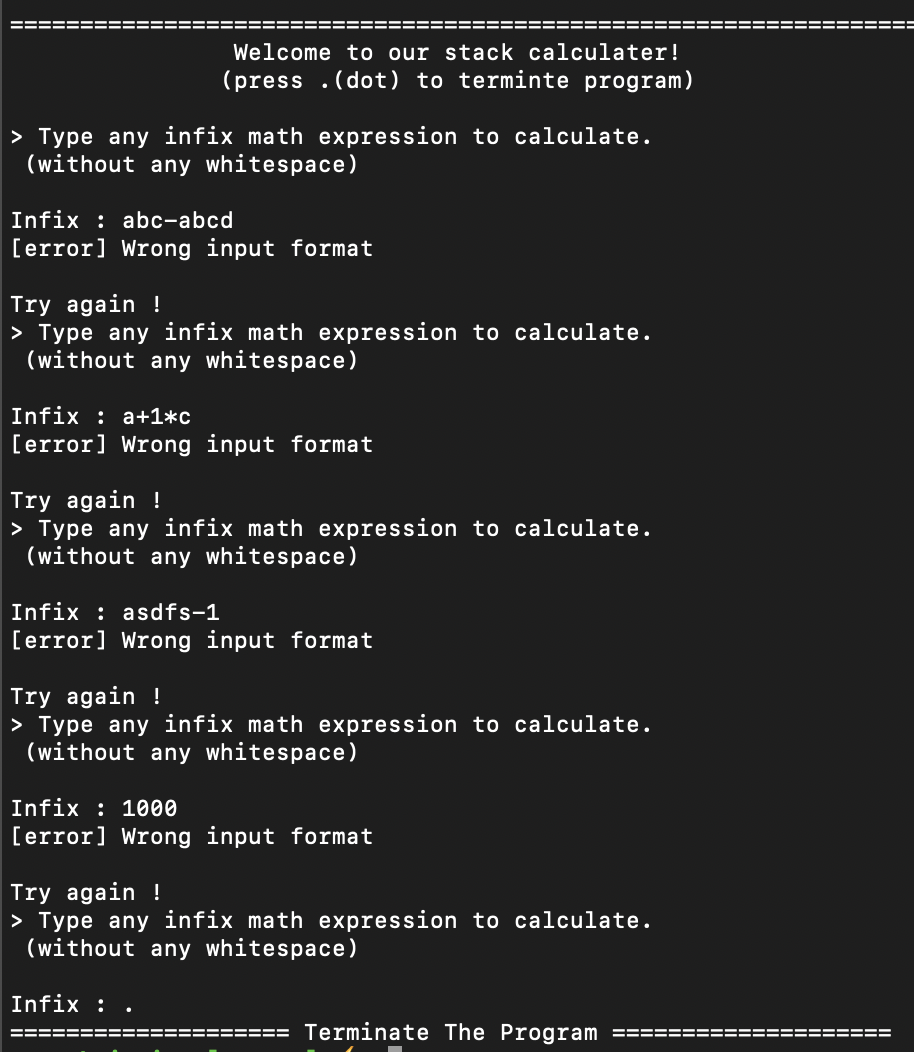 =================================================================
Welcome to our stack calculater!
(press .(dot) to terminte program)
> Type any infix math expression to calculate.
(without any whitespace)
Infix : abc-abcd
[error] Wrong input format
Try again !
> Type any infix math expression to calculate.
(without any whitespace)
Infix : a+1*c
[error] Wrong input format
Try again !
> Type any infix math expression to calculate.
(without any whitespace)
Infix : asdfs-1
[error] Wrong input format
Try again !
> Type any infix math expression to calculate.
(without any whitespace)
Infix : 1000
[error] Wrong input format
Try again !
> Type any infix math expression to calculate.
(without any whitespace)
Infix : .
==================== Terminate The Program ====================